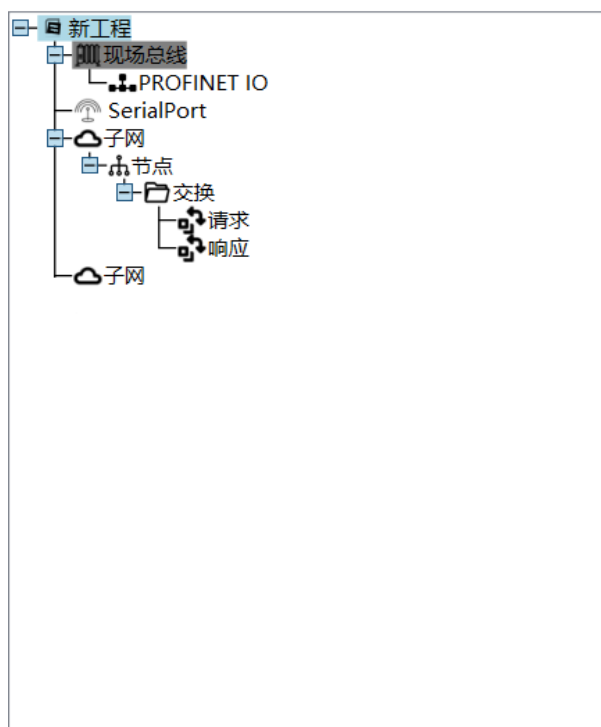 新工程
现场总线
PROFINET IO
SerialPort
子网
节点
交换
请求
响应
子网